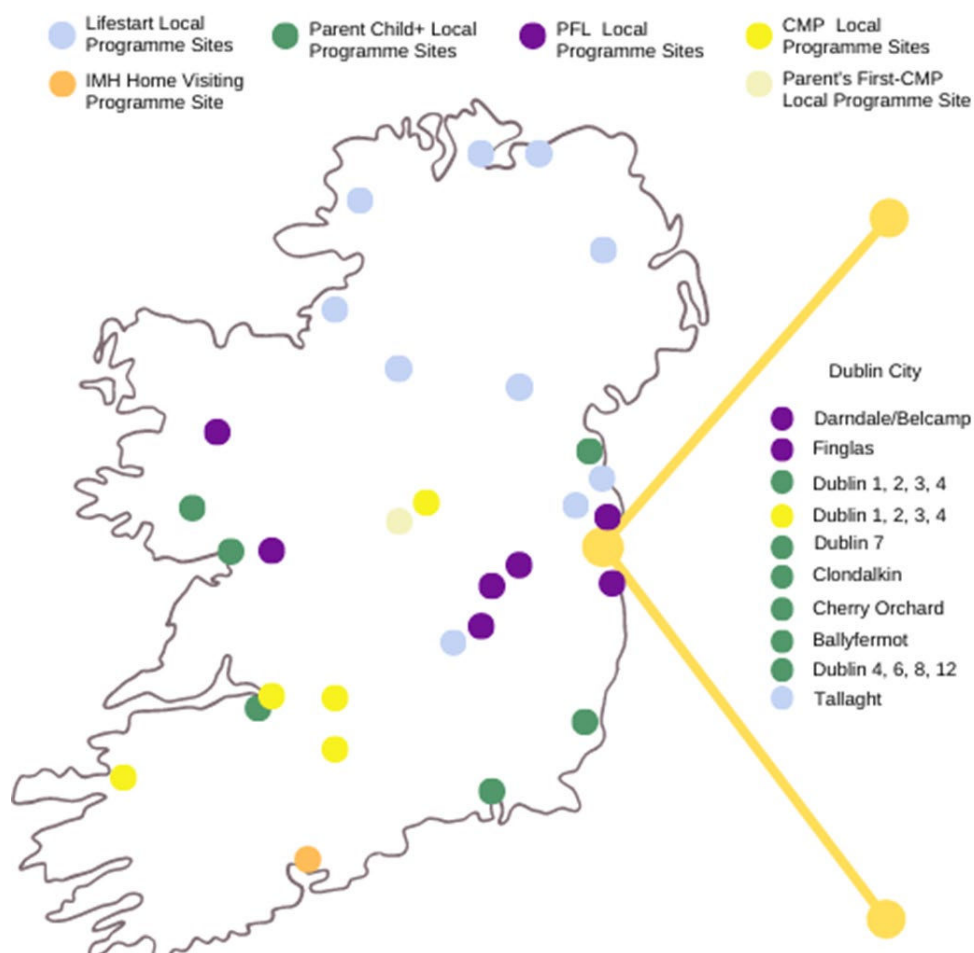 Lifestart Local
Programme Sites
Parent Child+ Local
Programme Sites
PFL Local
Programme Sites
CMP Local
Programme Sites
IMH Home Visiting
Programme Site
Parent's First-CMP
Local Programme Site
Dublin City
Darndale/Belcamp
Finglas
Dublin 1, 2, 3, 4
Dublin 1, 2, 3, 4
Dublin 7
Clondalkin
Cherry Orchard
Ballyfermot
Dublin 4, 6, 8, 12
Tallaght